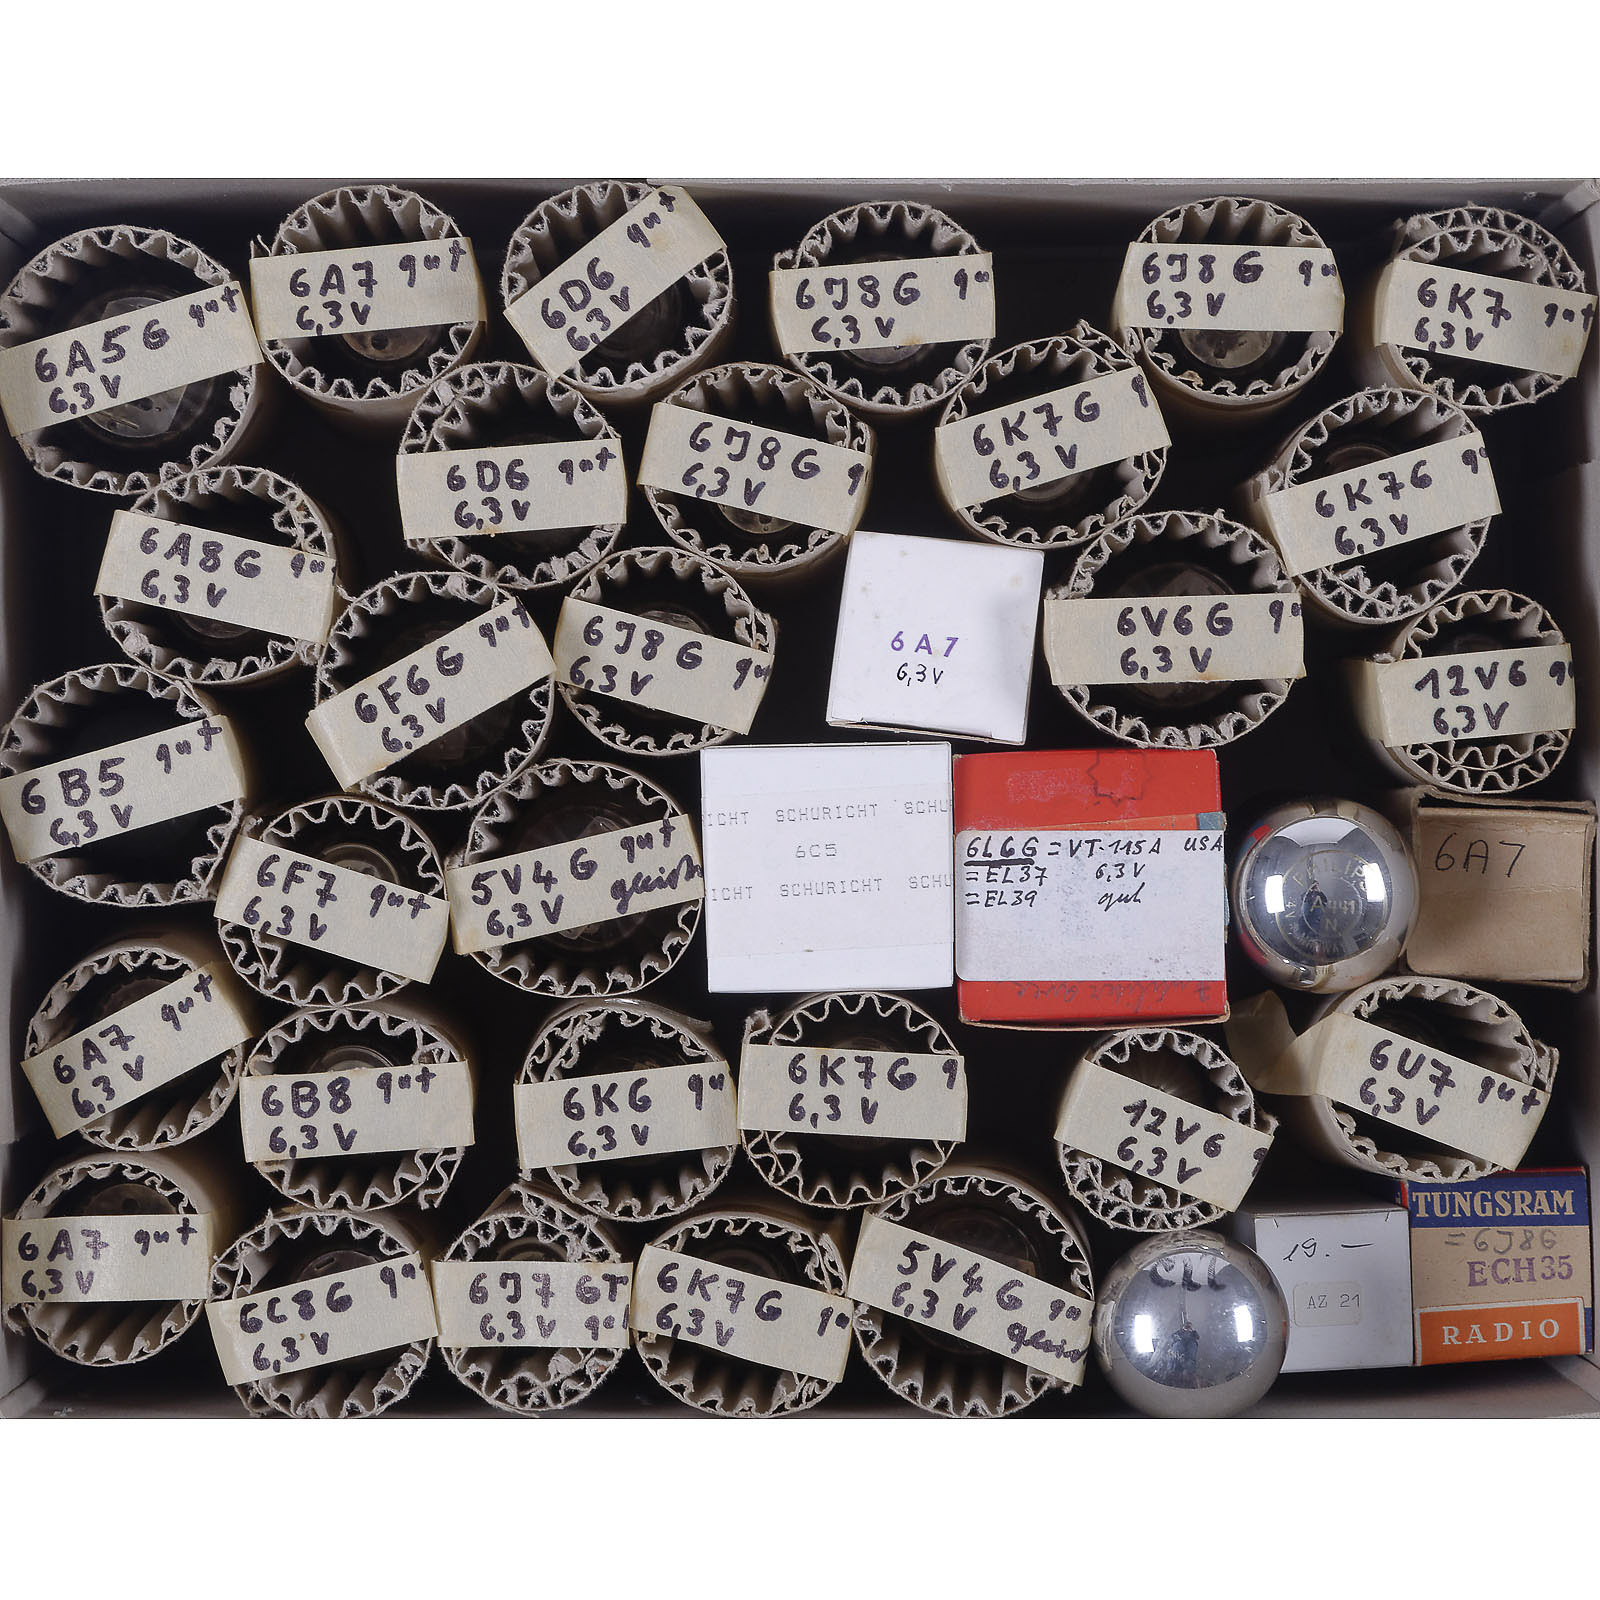 6A5G gut
6,3V
6A7 gut
6,3V
6D6 gut
6,3V
6J8G
6,3V
6J8G
6,3V
6K7 gut
6,3V
6D6 gut
6,3V
6J8G
6,3V
6K7G
6,3V
6K7G
6,3V
6A8G
6,3V
6F6G gut
6.3V
6J8G
6,3V
6A7
6,3V
6V6G
6,3V
12V6
6,3V
6B5 gut
6,3V
6F7 gut
6,3V
5V4G gut
6,3V
SCHURICHT
6C5
SCHURICHT
6L6G = VT-115A USA
= EL37 6,3V
= EL39 gut
PHILIPS
6A7
6A7 gut
6.3V
6B8 gut
6,3V
6K6
6,3V
6K7G
6,3V
12V6
6,3V
6U7 gut
6,3V
6A7 gut
6,3V
6C8G gut
6,3V
6J7 GT
6,3V
6K7G
6,3V
5V4G
6,3V
19.-
AZ 21
TUNGSRAM
=6J8G
ECH35
RADIO